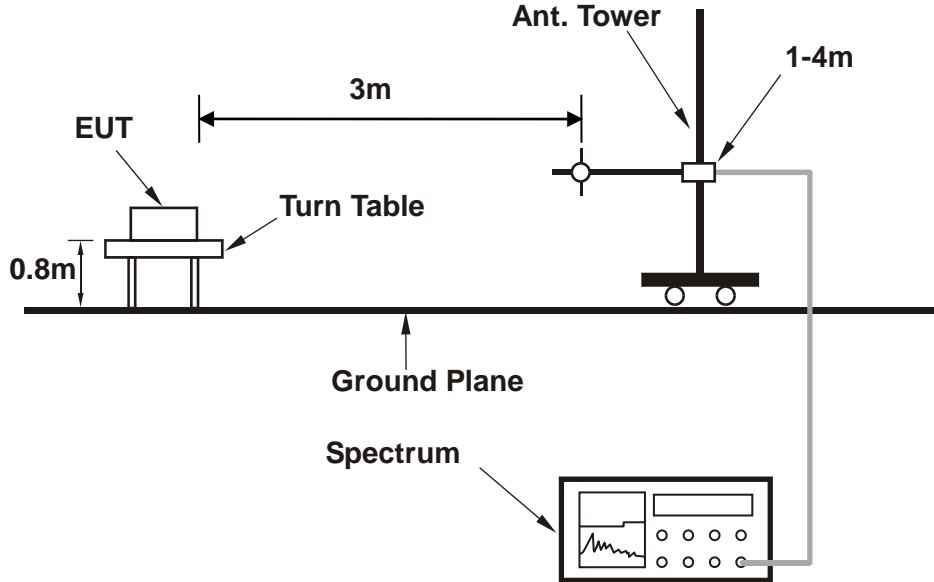 Ant. Tower
1-4m
3m
EUT
Turn Table
0.8m
Ground Plane
Spectrum